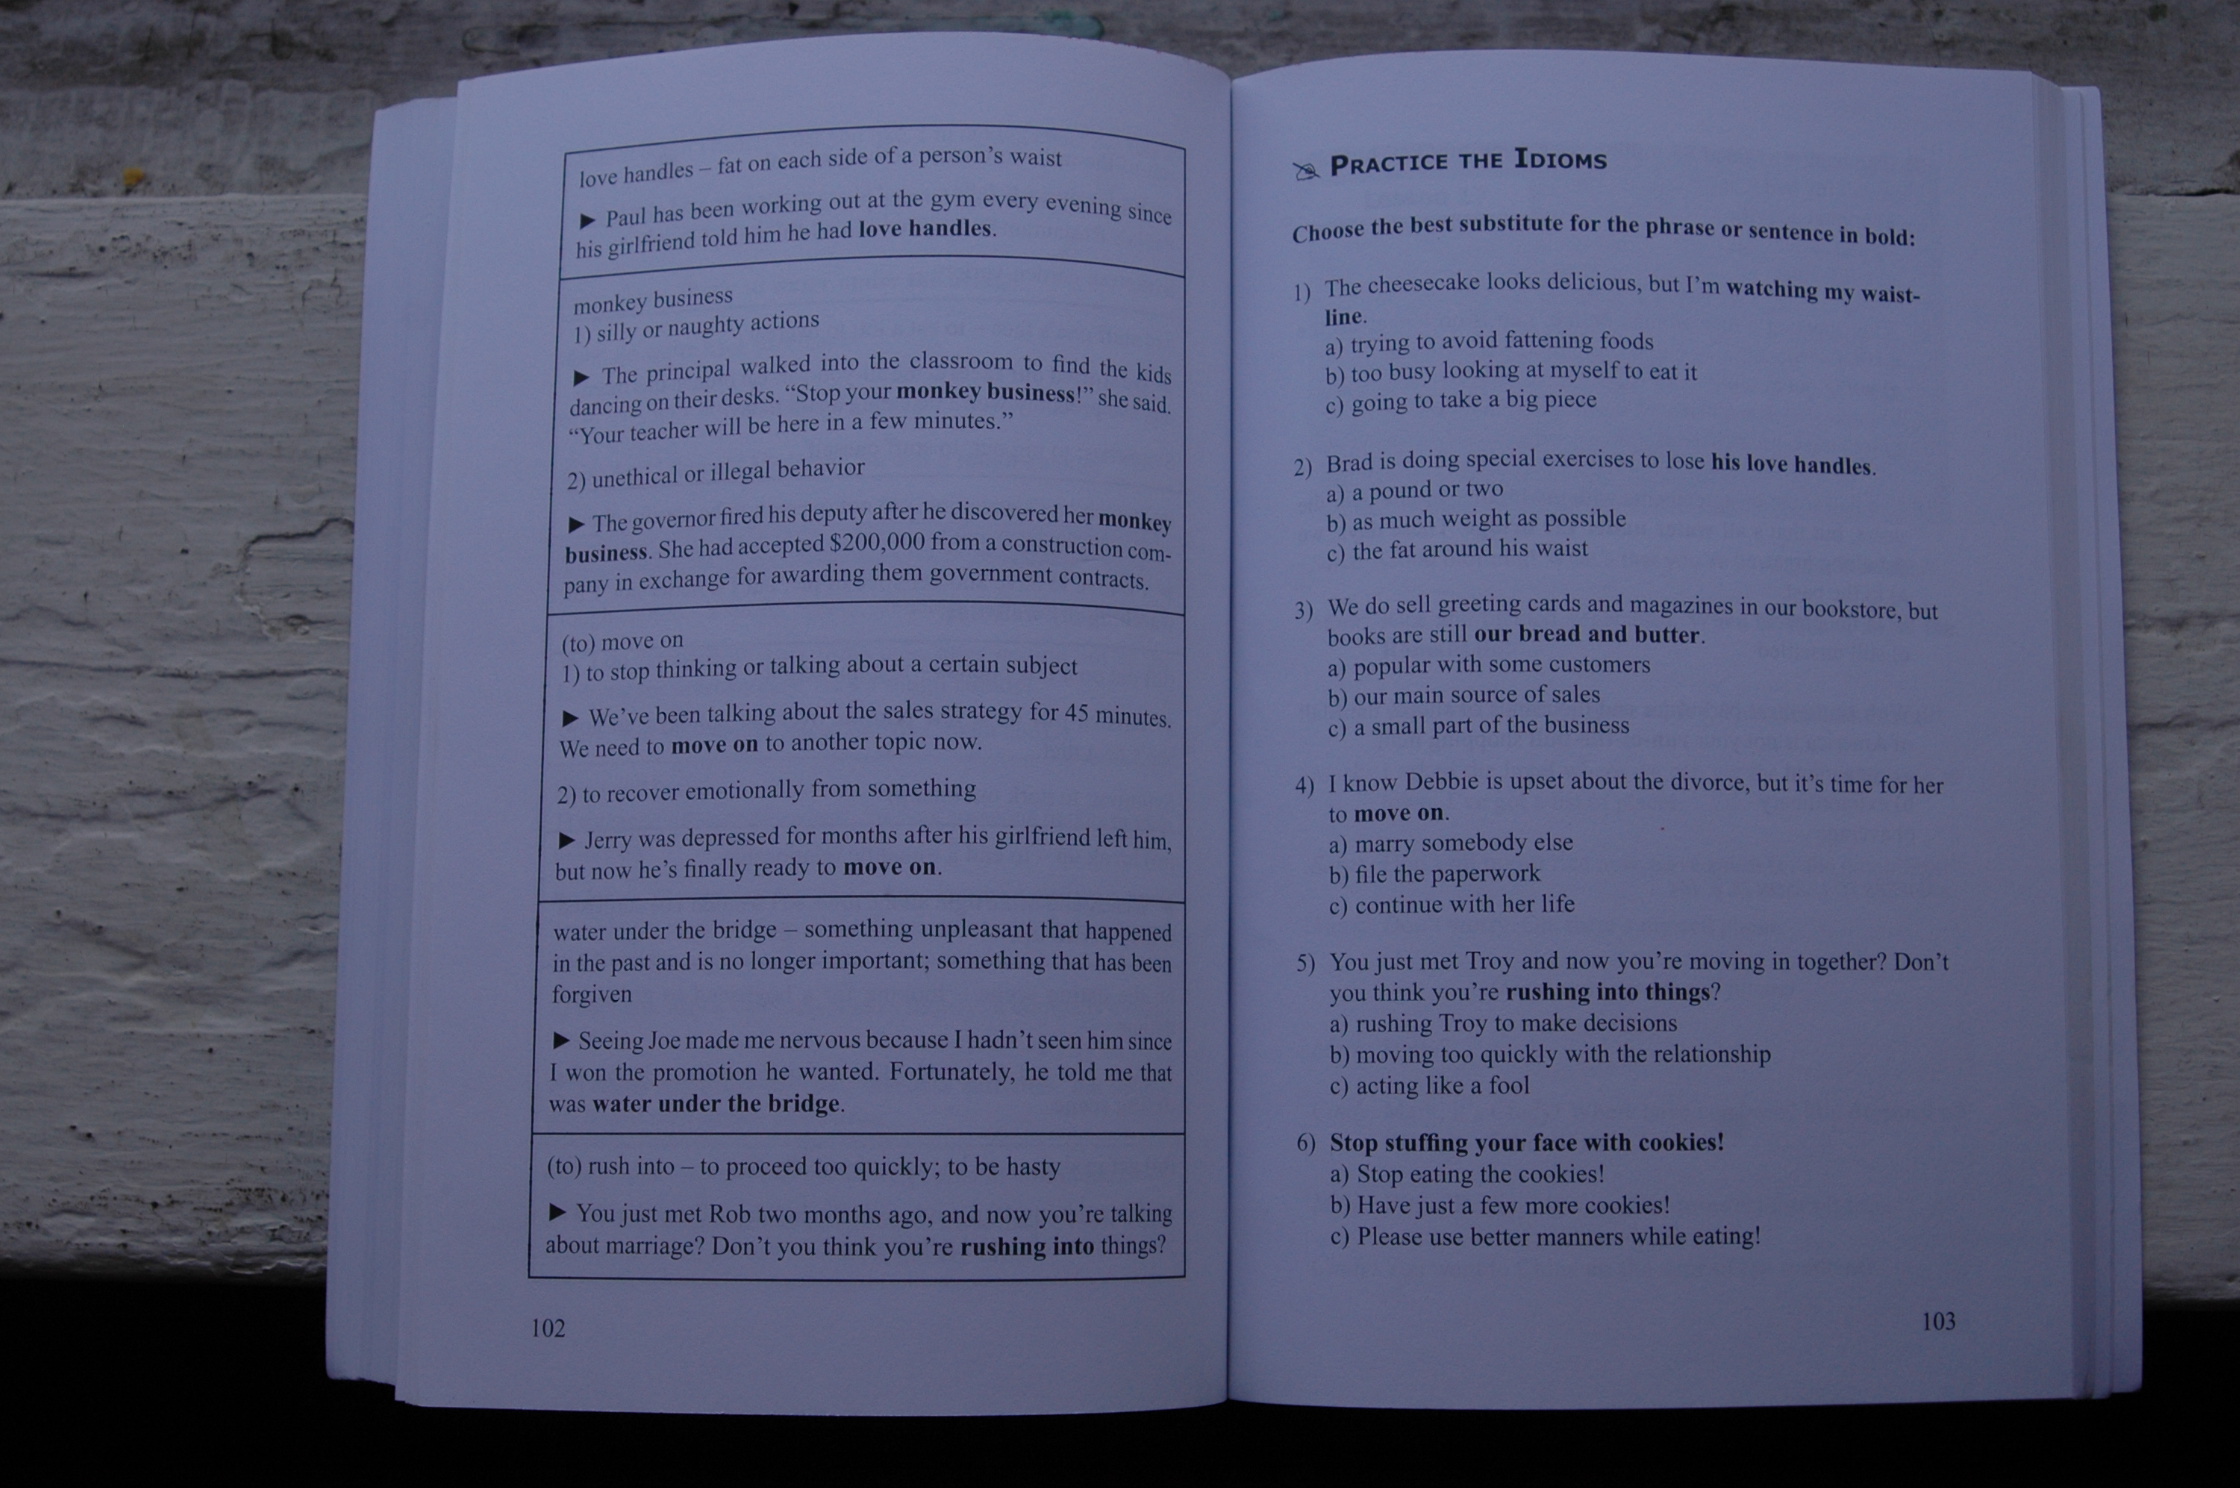 love handles – fat on each side of a person's waist
► Paul has been working out at the gym every evening since
his girlfriend told him he had love handles.
monkey business
1) silly or naughty actions
► The principal walked into the classroom to find the kids
dancing on their desks. “Stop your monkey business!” she said.
“Your teacher will be here in a few minutes.”
2) unethical or illegal behavior
► The governor fired his deputy after he discovered her monkey
business. She had accepted $200,000 from a construction com-
pany in exchange for awarding them government contracts.
(to) move on
1) to stop thinking or talking about a certain subject
► We've been talking about the sales strategy for 45 minutes.
We need to move on to another topic now.
2) to recover emotionally from something
► Jerry was depressed for months after his girlfriend left him,
but now he's finally ready to move on.
water under the bridge – something unpleasant that happened
in the past and is no longer important; something that has been
forgiven
► Seeing Joe made me nervous because I hadn't seen him since
I won the promotion he wanted. Fortunately, he told me that
was water under the bridge.
(to) rush into – to proceed too quickly; to be hasty
► You just met Rob two months ago, and now you're talking
about marriage? Don't you think you're rushing into things?
102
PRACTICE THE IDIOMS
Choose the best substitute for the phrase or sentence in bold:
1) The cheesecake looks delicious, but I'm watching my waist-
line.
a) trying to avoid fattening foods
b) too busy looking at myself to eat it
c) going to take a big piece
2) Brad is doing special exercises to lose his love handles.
a) a pound or two
b) as much weight as possible
c) the fat around his waist
3) We do sell greeting cards and magazines in our bookstore, but
books are still our bread and butter.
a) popular with some customers
b) our main source of sales
c) a small part of the business
4) I know Debbie is upset about the divorce, but it's time for her
to move on.
a) marry somebody else
b) file the paperwork
c) continue with her life
5) You just met Troy and now you're moving in together? Don't
you think you're rushing into things?
a) rushing Troy to make decisions
b) moving too quickly with the relationship
c) acting like a fool
6) Stop stuffing your face with cookies!
a) Stop eating the cookies!
b) Have just a few more cookies!
c) Please use better manners while eating!
103